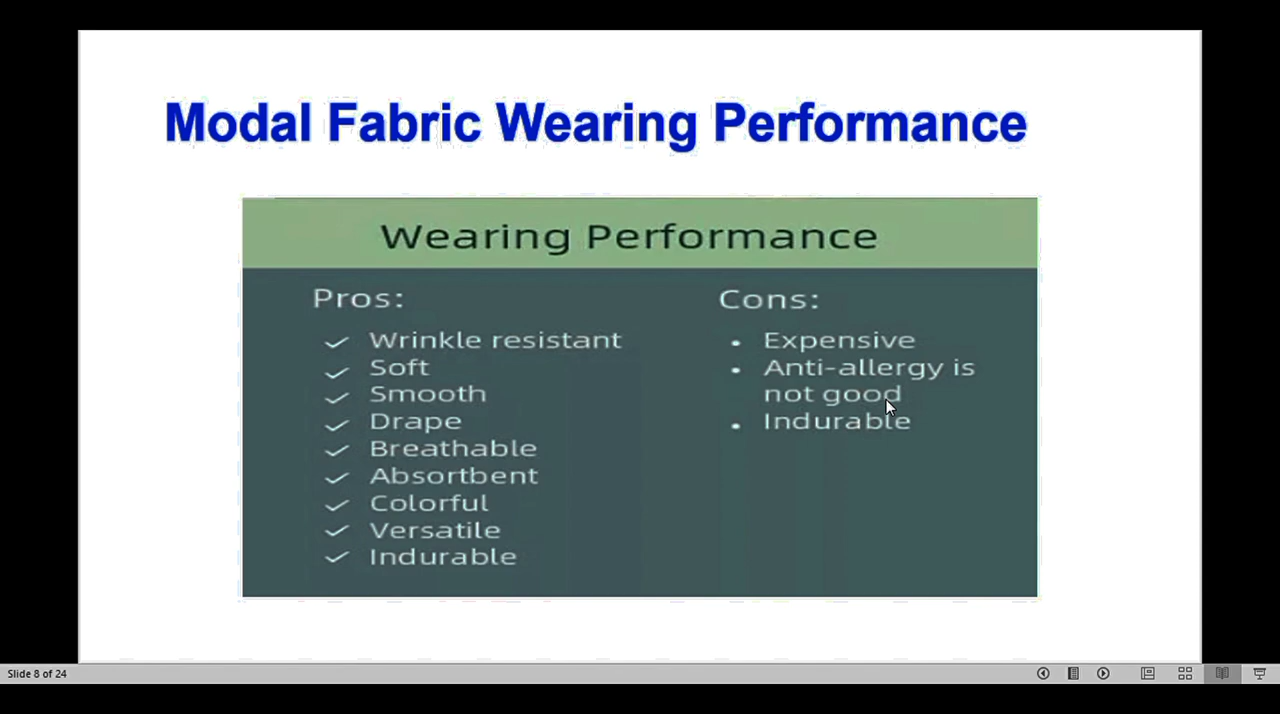 Modal Fabric Wearing Performance
Wearing Performance
Pros:
Wrinkle resistant
Soft
Smooth
Drape
Breathable
Absortbent
Colorful
Versatile
Indurable
Cons:
Expensive
Anti-allergy is
not good
Indurable
Slide 8 of 24